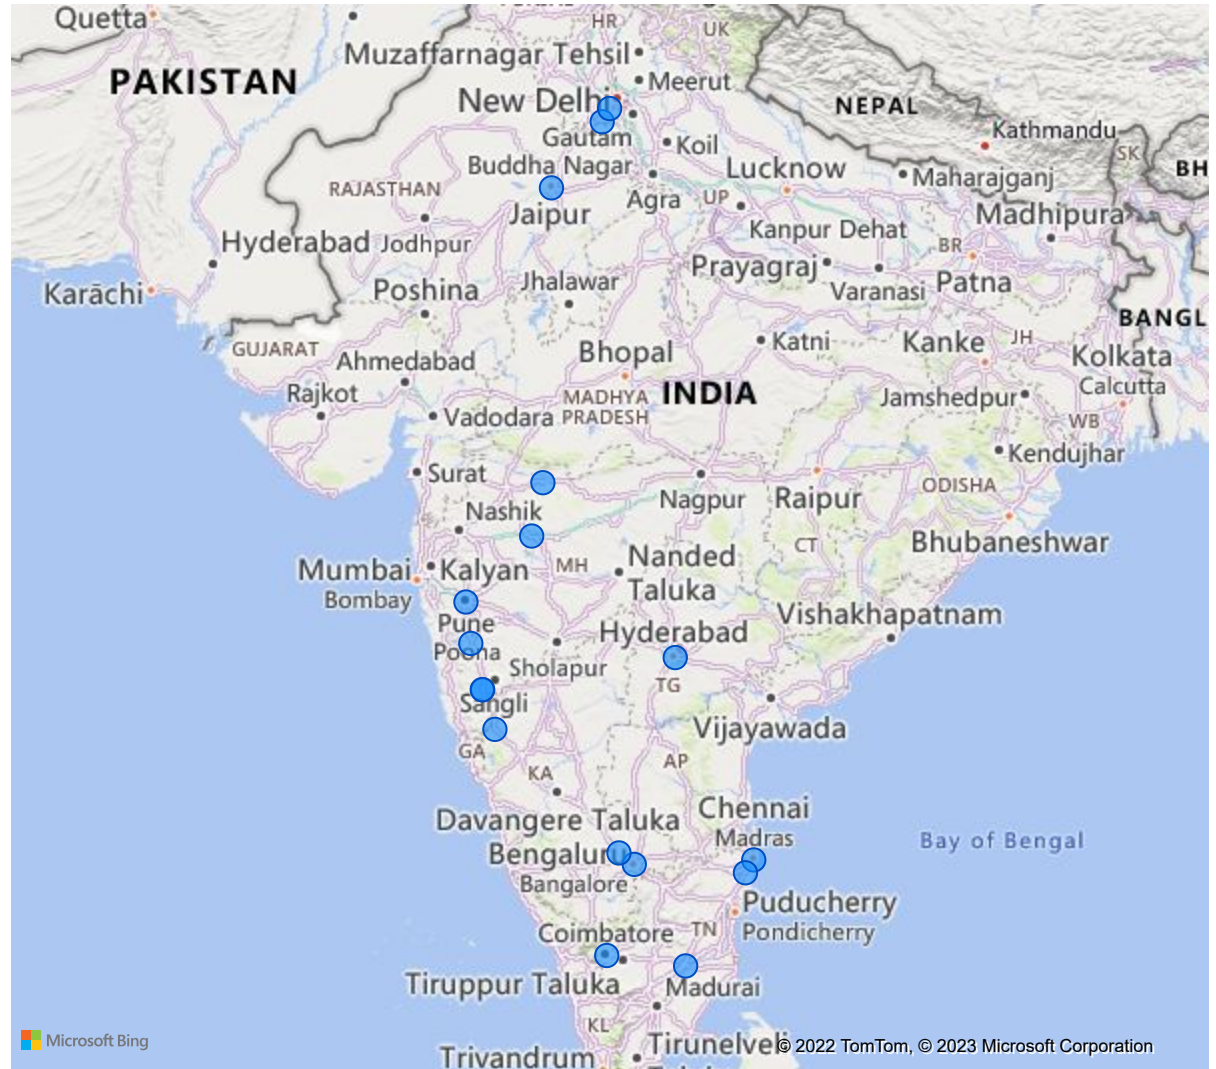 Quetta
HR
UK
Muzaffarnagar Tehsil
PAKISTAN
Meerut
New Delhi
NEPAL
Gautam
Buddha Nagar
Koil
Kathmandu
SK
Lucknow
BH
RAJASTHAN
Agra
UP
Maharajganj
Jaipur
Madhipura
Hyderabad
Jodhpur
Kanpur Dehat
BR
Karāchi
Poshina
Jhalawar
Prayagraj
Varanasi
Patna
BANGL
GUJARAT
Ahmedabad
Bhopal
Katni
Kanke
JH
Kolkata
Calcutta
Rajkot
MADHYA
PRADESH
INDIA
Jamshedpur
Vadodara
WB
Surat
Kendujhar
Nagpur
Raipur
ODISHA
Nashik
Bhubaneshwar
CT
Mumbai
Bombay
Kalyan
MH
Nanded
Taluka
Pune
Poona
Hyderabad
Vishakhapatnam
Sholapur
TG
Sangli
Vijayawada
GA
KA
AP
Davangere Taluka
Chennai
Madras
Bay of Bengal
Bengaluru
Bangalore
Puducherry
Pondicherry
Coimbatore
TN
Tiruppur Taluka
Madurai
KL
Microsoft Bing
Trivandrum
Tirunelveli
© 2022 TomTom, © 2023 Microsoft Corporation